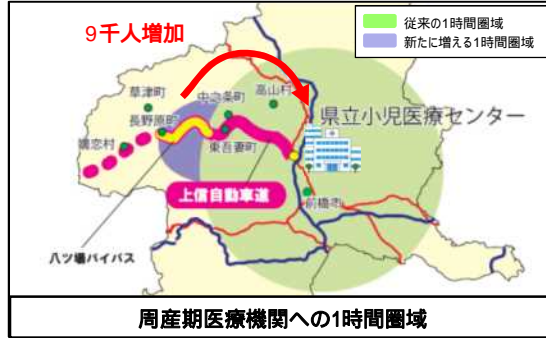 従来の1時間圏域
新たに増える1時間圏域
9千人増加
草津町
中之条町
高山村
長野原町
嬬恋村
東吾妻町
県立小児医療センター
上信自動車道
前橋市
八ッ場バイパス
周産期医療機関への1時間圏域